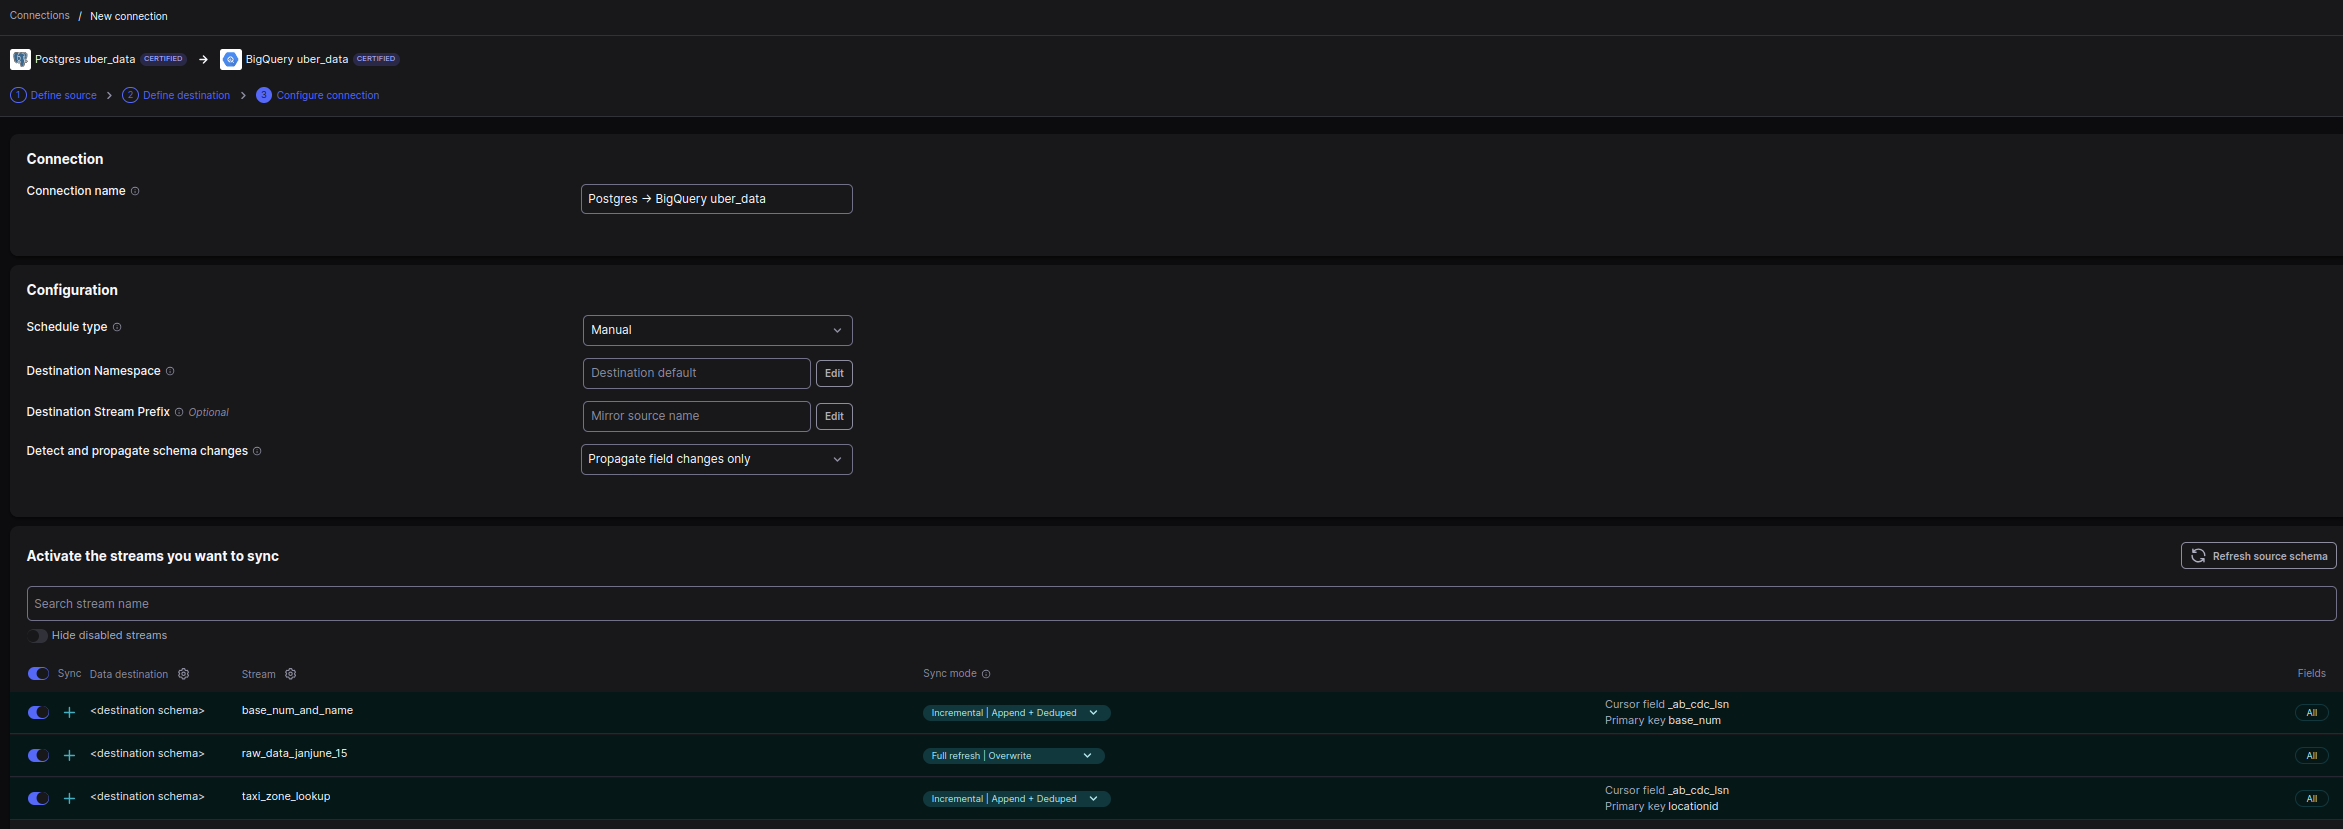 Connections / New connection
Postgres uber_data CERTIFIED → BigQuery uber_data CERTIFIED
1 Define source > 2 Define destination > 3 Configure connection
Connection
Connection name
Postgres → BigQuery uber_data
Configuration
Schedule type
Manual
Destination Namespace
Destination default
Edit
Destination Stream Prefix Optional
Mirror source name
Edit
Detect and propagate schema changes
Propagate field changes only
Activate the streams you want to sync
Refresh source schema
Search stream name
Hide disabled streams
Sync Data destination Stream Sync mode Fields
<destination schema> base_num_and_name Incremental | Append + Deduped Cursor field _ab_cdc_lsn All
Primary key base_num
<destination schema> raw_data_janjune_15 Full refresh | Overwrite All
<destination schema> taxi_zone_lookup Incremental | Append + Deduped Cursor field _ab_cdc_lsn All
Primary key locationid